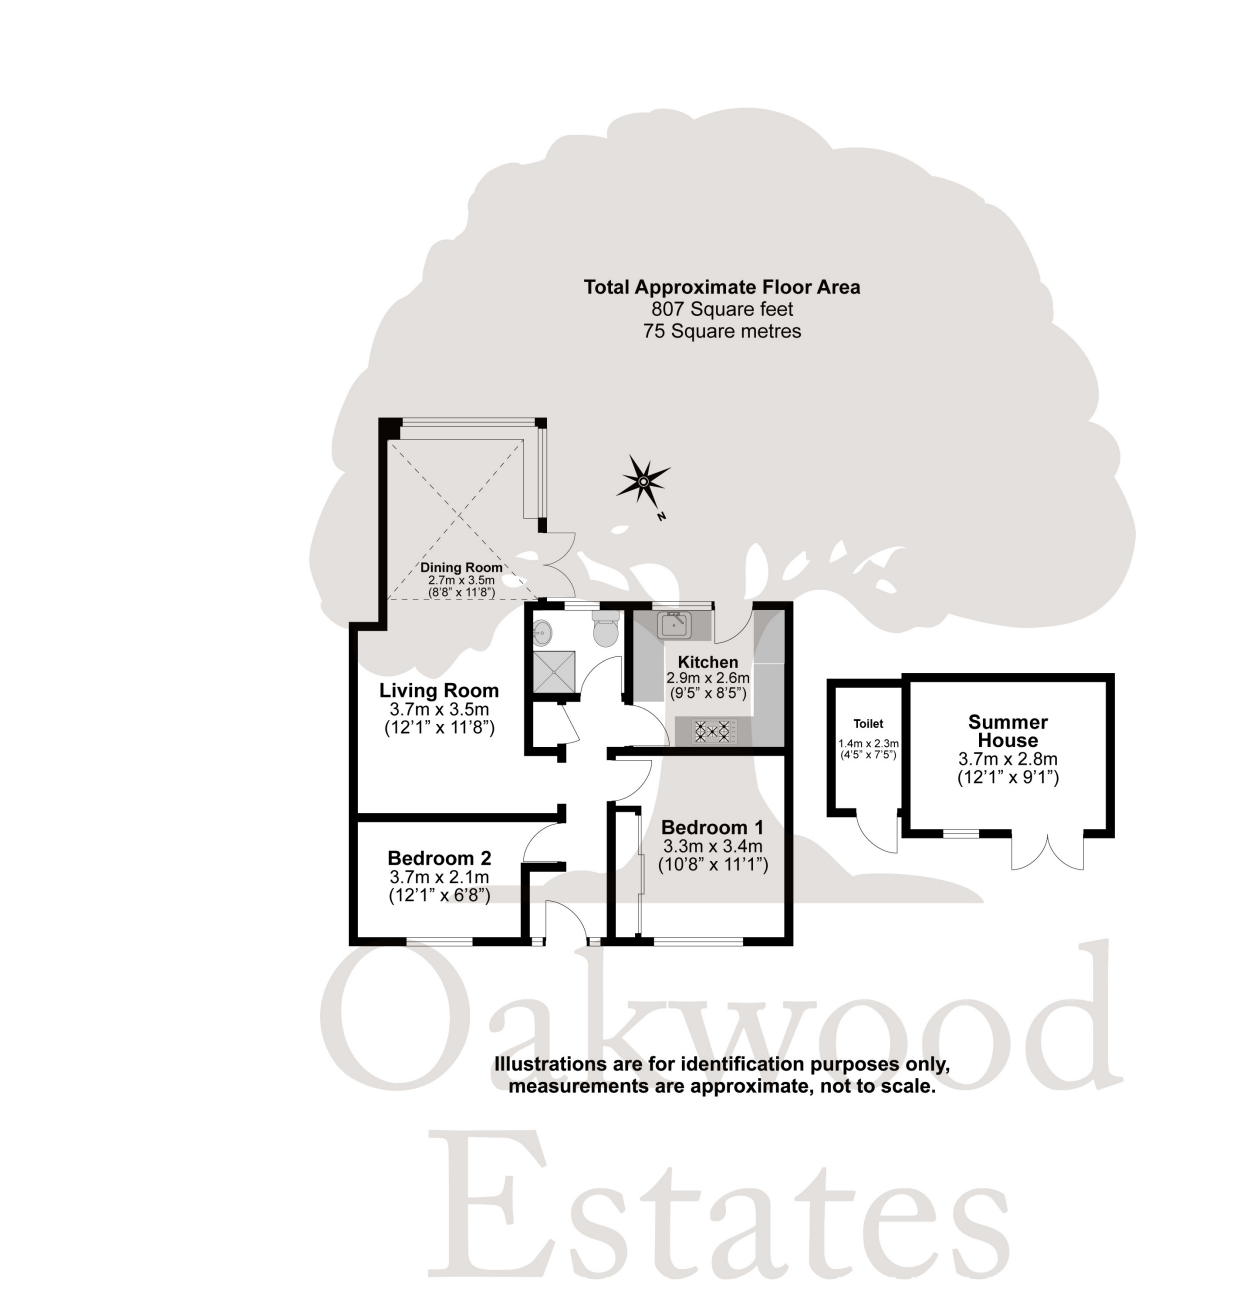 Total Approximate Floor Area
807 Square feet
75 Square metres
N
Dining Room
2.7m x 3.5m
(8'8" x 11'8")
Living Room
3.7m x 3.5m
(12'1" x 11'8")
Kitchen
2.9m x 2.6m
(9'5" x 8'5")
Toilet
1.4m x 2.3m
(4'5" x 7'5")
Summer
House
3.7m x 2.8m
(12'1" x 9'1")
Bedroom 1
3.3m x 3.4m
(10'8" x 11'1")
Bedroom 2
3.7m x 2.1m
(12'1" x 6'8")
Oakwood
Illustrations are for identification purposes only,
measurements are approximate, not to scale.
Estates